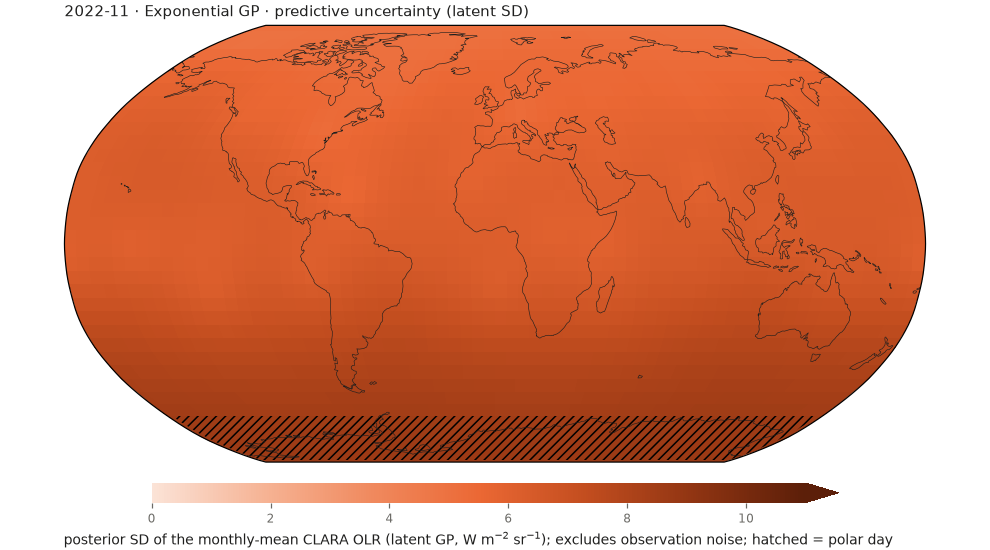 2022-11 · Exponential GP · predictive uncertainty (latent SD)
0 2 4 6 8 10
posterior SD of the monthly-mean CLARA OLR (latent GP, W m⁻² sr⁻¹); excludes observation noise; hatched = polar day